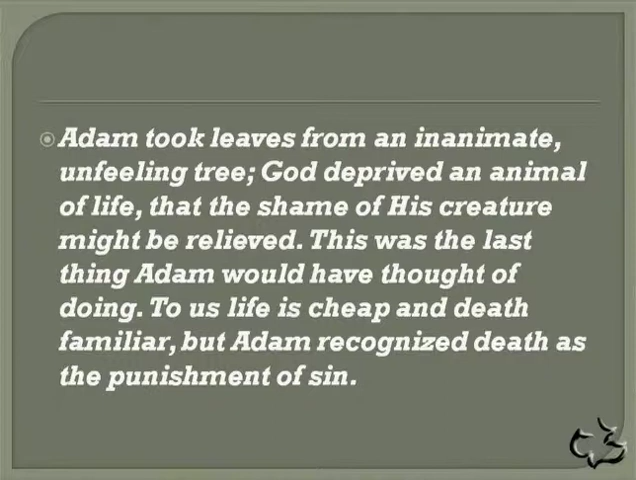 Adam took leaves from an inanimate,
unfeeling tree; God deprived an animal
of life, that the shame of His creature
might be relieved. This was the last
thing Adam would have thought of
doing. To us life is cheap and death
familiar, but Adam recognized death as
the punishment of sin.